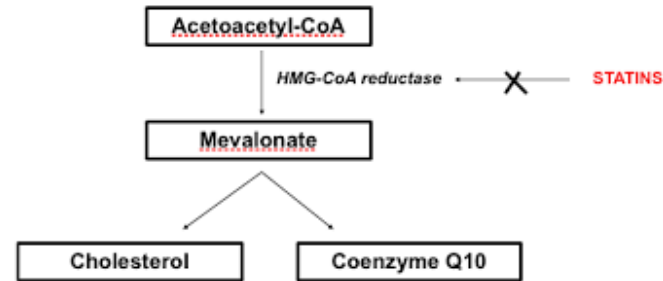 Acetoacetyl-CoA
HMG-CoA reductase STATINS
Mevalonate
Cholesterol Coenzyme Q10